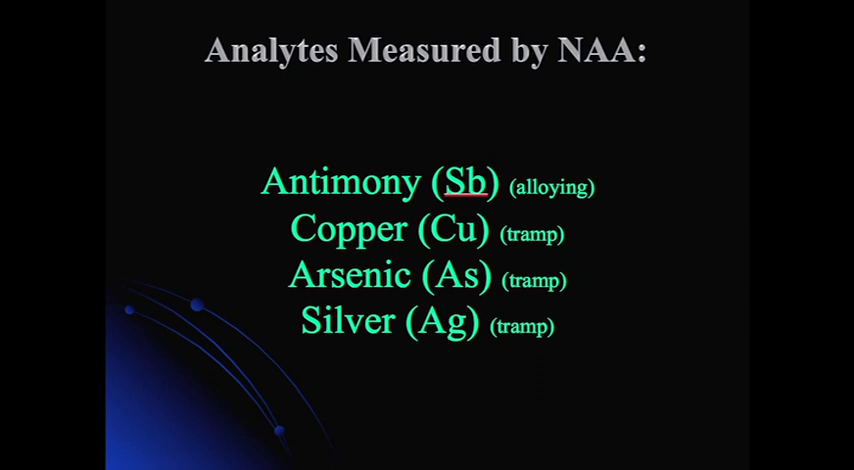 Analytes Measured by NAA:
Antimony (Sb) (alloying)
Copper (Cu) (tramp)
Arsenic (As) (tramp)
Silver (Ag) (tramp)